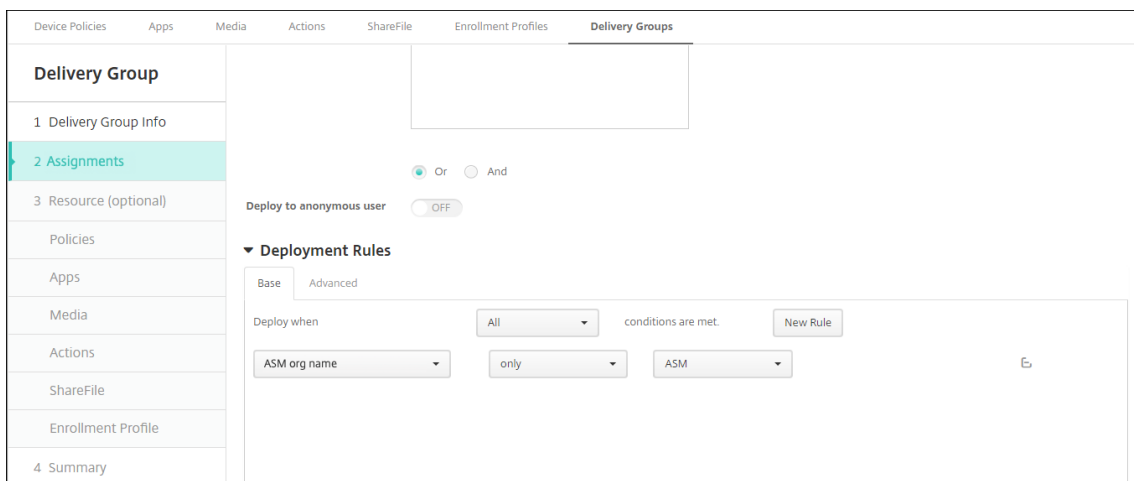 Device Policies Apps Media Actions ShareFile Enrollment Profiles Delivery Groups
Delivery Group
1 Delivery Group Info
2 Assignments
3 Resource (optional)
Policies
Apps
Media
Actions
ShareFile
Enrollment Profile
4 Summary
Or And
Deploy to anonymous user OFF
Deployment Rules
Base Advanced
Deploy when All conditions are met. New Rule
ASM org name only ASM